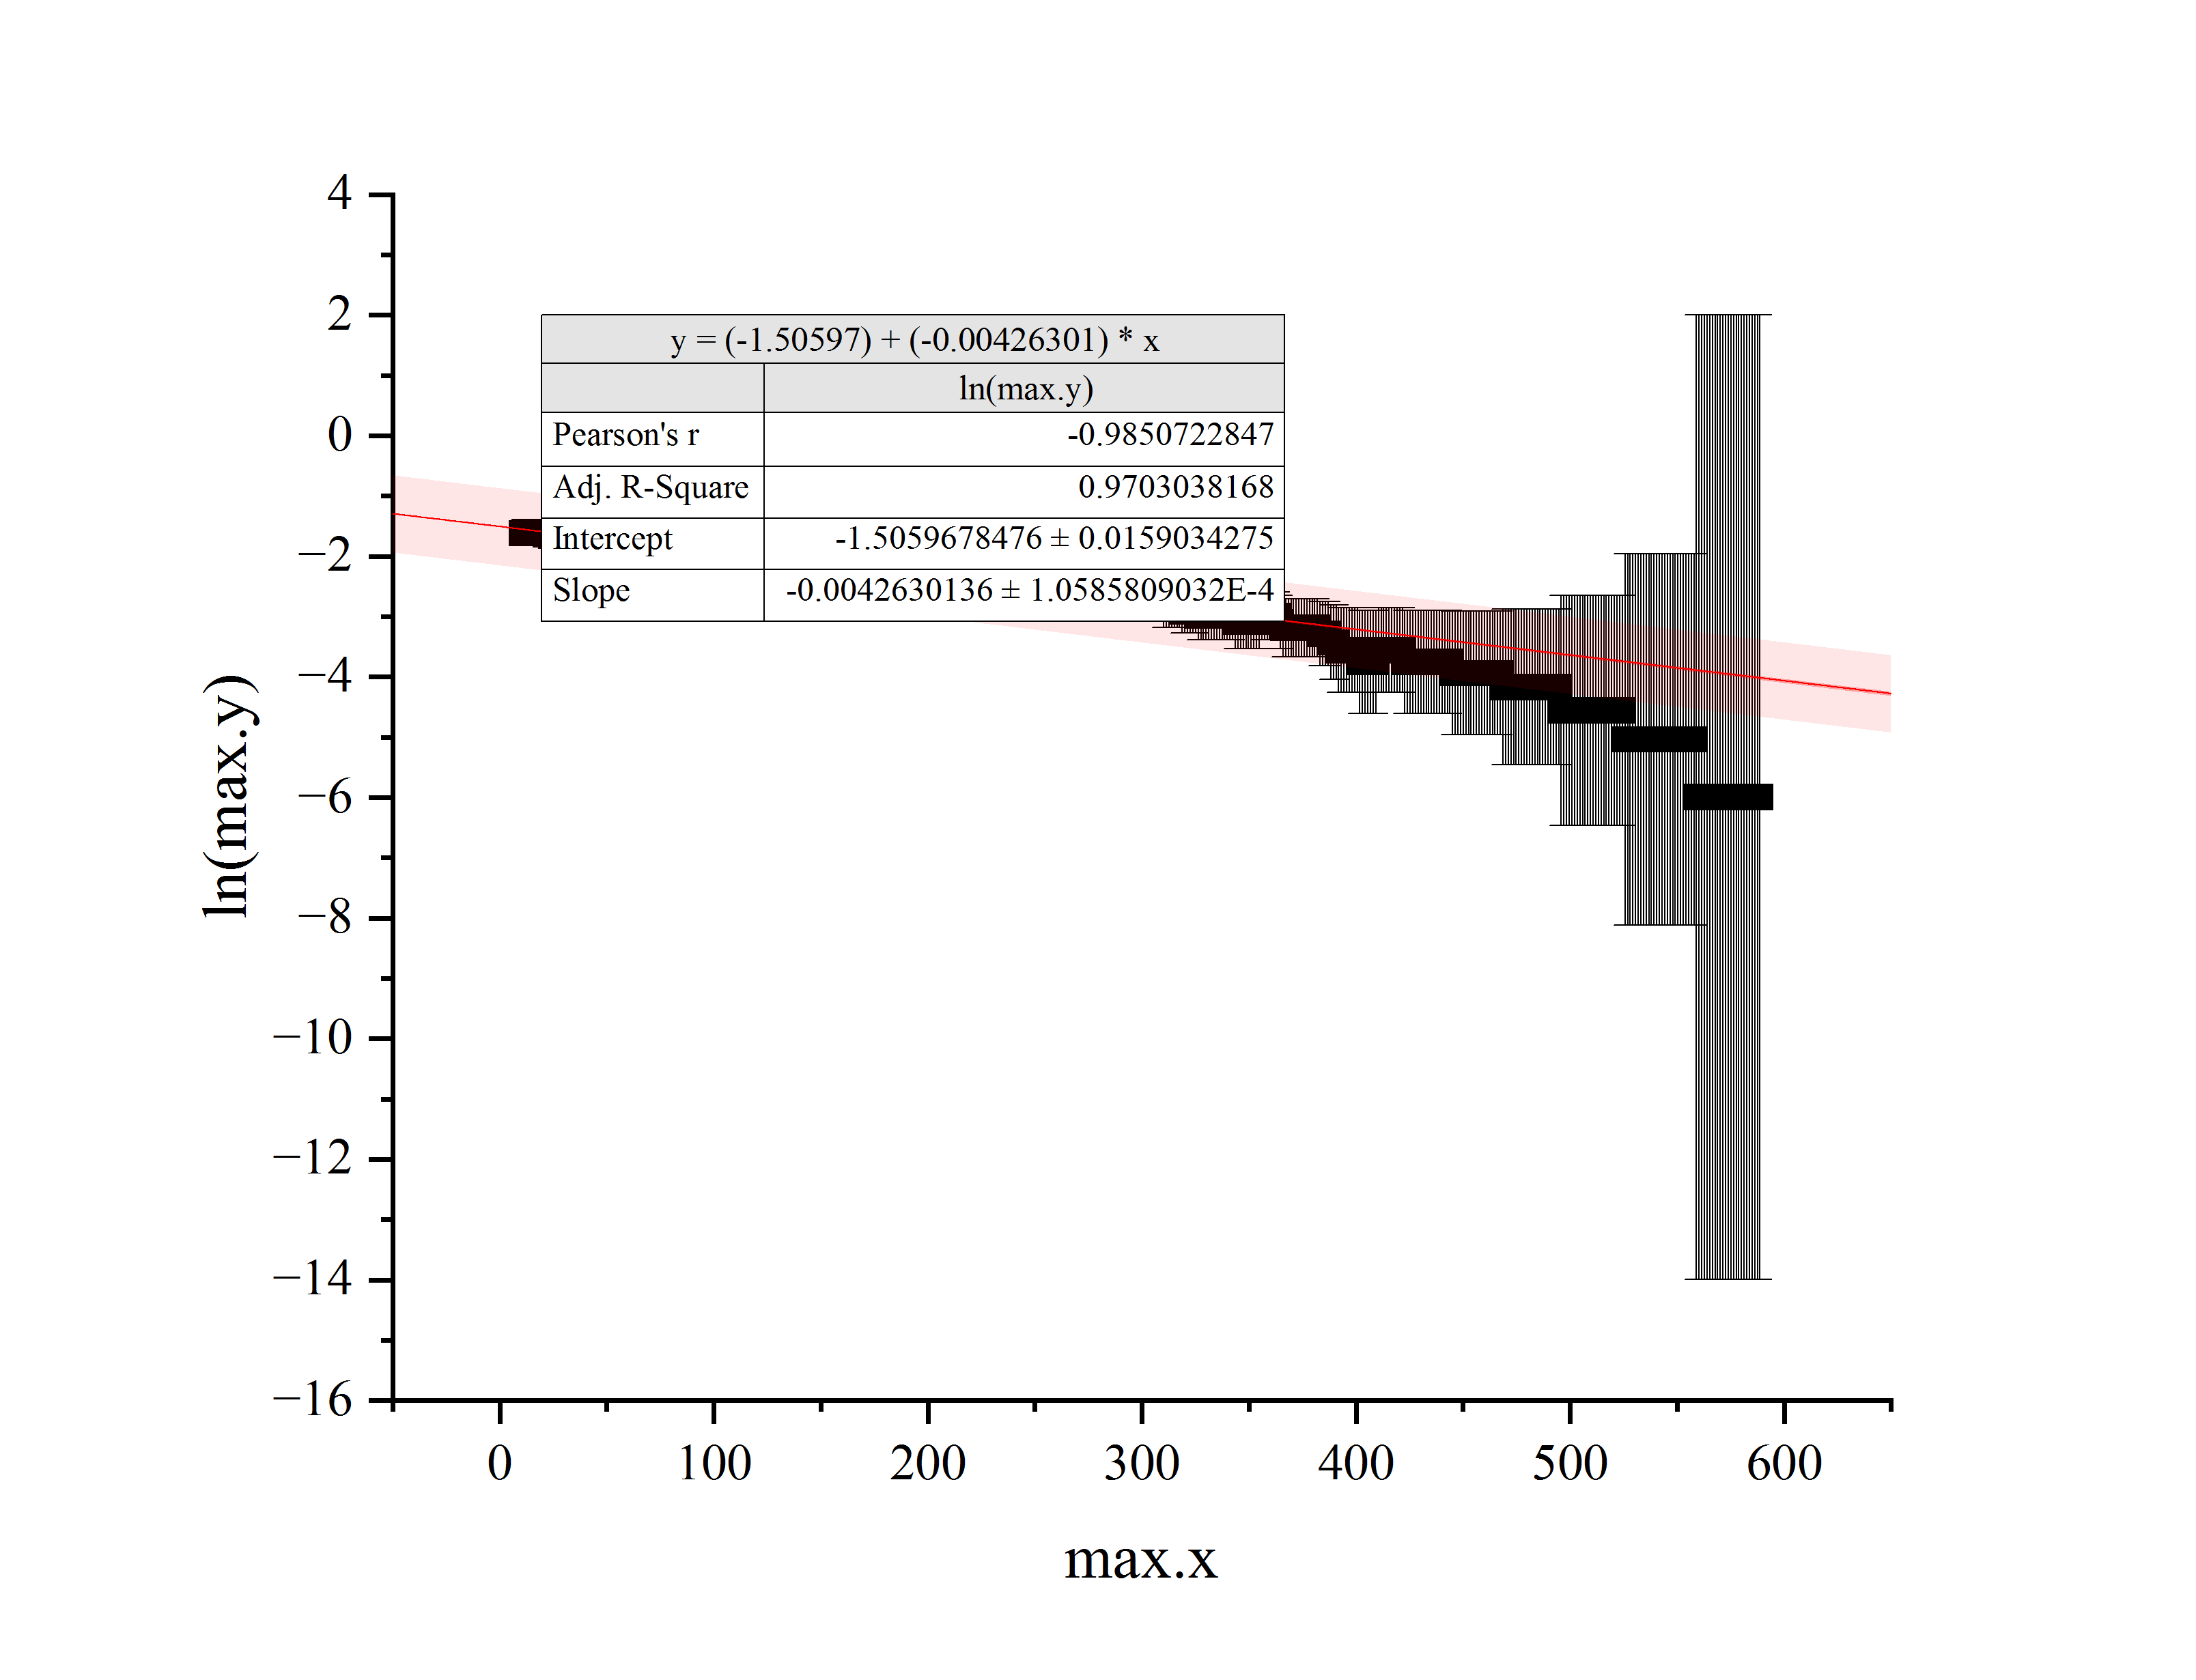 4
2
0
−2
−4
−6
−8
−10
−12
−14
−16
ln(max.y)
y = (-1.50597) + (-0.00426301) * x
ln(max.y)
Pearson's r -0.9850722847
Adj. R-Square 0.9703038168
Intercept -1.5059678476 ± 0.0159034275
Slope -0.0042630136 ± 1.0585809032E-4
0 100 200 300 400 500 600
max.x